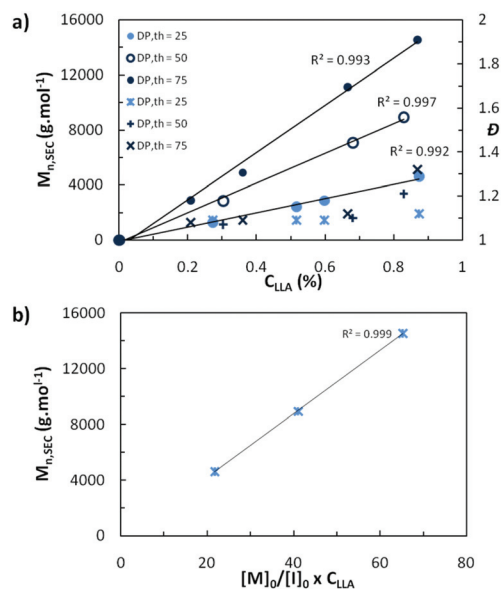 a)
16000
12000
8000
4000
0
M_n,SEC (g.mol^-1)
DP,th = 25
DP,th = 50
DP,th = 75
DP,th = 25
DP,th = 50
DP,th = 75
R² = 0.993
R² = 0.997
R² = 0.992
2
1.8
1.6
1.4
1.2
1
Đ
0 0.2 0.4 0.6 0.8 1
C_LLA (%)
b)
16000
12000
8000
4000
0
M_n,SEC (g.mol^l-1)
R² = 0.999
0 20 40 60 80
[M]_0/[I]_0 x C_LLA